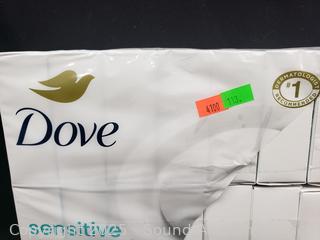 DERMATOLOGIST
#1
RECOMMENDED
4100 113.
Dove
sensitive